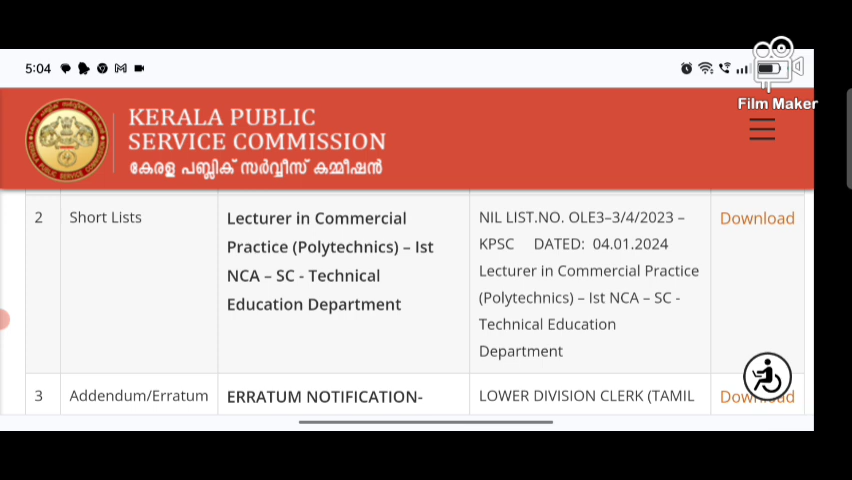 5:04
Film Maker
KERALA PUBLIC
SERVICE COMMISSION
കേരള പബ്ലിക് സർവ്വീസ് കമ്മീഷൻ
2
Short Lists
Lecturer in Commercial
Practice (Polytechnics) – Ist
NCA – SC - Technical
Education Department
NIL LIST.NO. OLE3–3/4/2023 –
KPSC DATED: 04.01.2024
Lecturer in Commercial Practice
(Polytechnics) – Ist NCA – SC -
Technical Education
Department
Download
3
Addendum/Erratum
ERRATUM NOTIFICATION-
LOWER DIVISION CLERK (TAMIL
Download